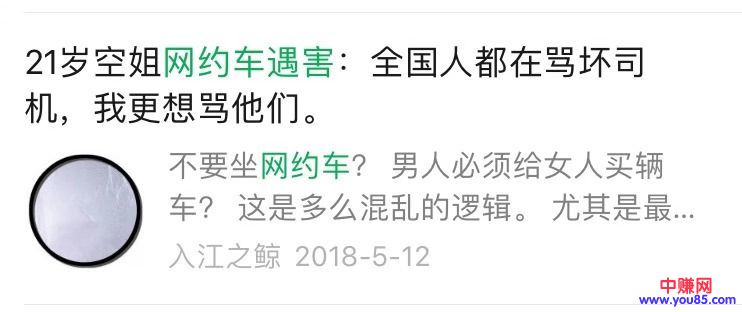 21岁空姐网约车遇害：全国人都在骂坏司
机，我更想骂他们。
不要坐网约车？ 男人必须给女人买辆
车？ 这是多么混乱的逻辑。 尤其是最...
入江之鲸 2018-5-12
中赚网
www.you85.com